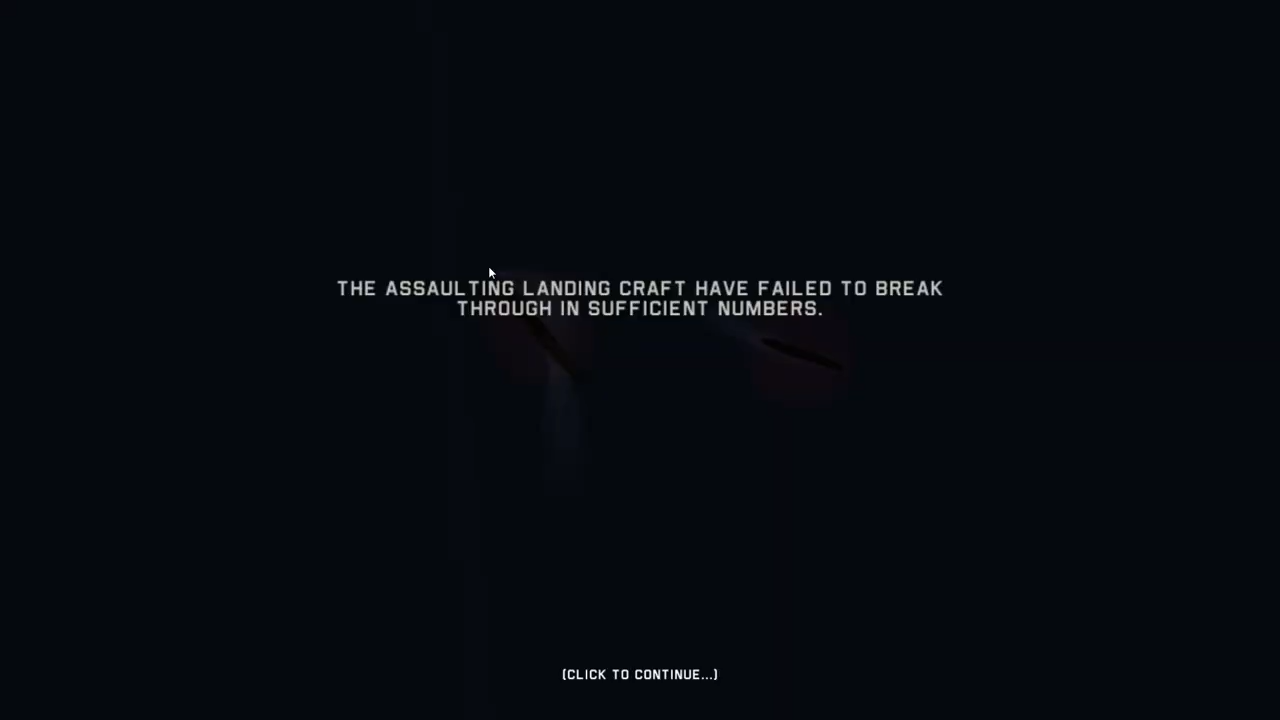 THE ASSAULTING LANDING CRAFT HAVE FAILED TO BREAK
THROUGH IN SUFFICIENT NUMBERS.
(CLICK TO CONTINUE...)